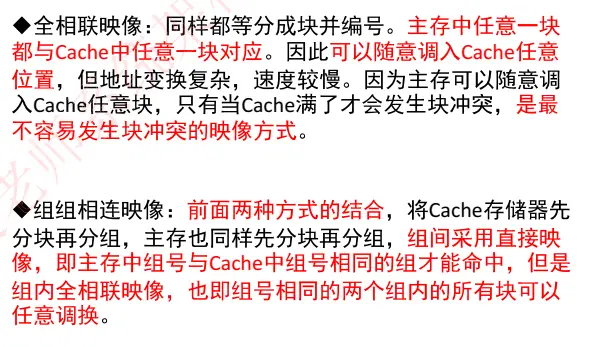 ◆全相联映像：同样都等分成块并编号。主存中任意一块
都与Cache中任意一块对应。因此可以随意调入Cache任意
位置，但地址变换复杂，速度较慢。因为主存可以随意调
入Cache任意块，只有当Cache满了才会发生块冲突，是最
不容易发生块冲突的映像方式。
◆组组相连映像：前面两种方式的结合，将Cache存储器先
分块再分组，主存也同样先分块再分组，组间采用直接映
像，即主存中组号与Cache中组号相同的组才能命中，但是
组内全相联映像，也即组号相同的两个组内的所有块可以
任意调换。